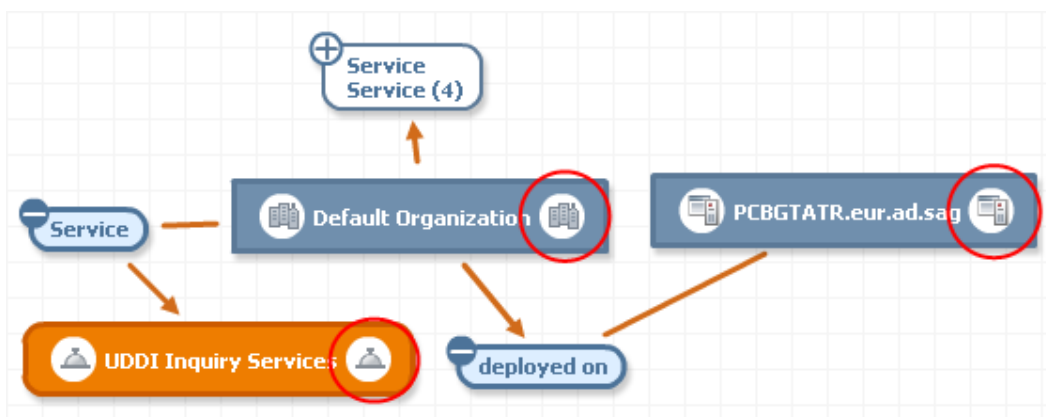 Service
Service (4)
Default Organization
PCBGTATR.eur.ad.sag
Service
UDDI Inquiry Services
deployed on